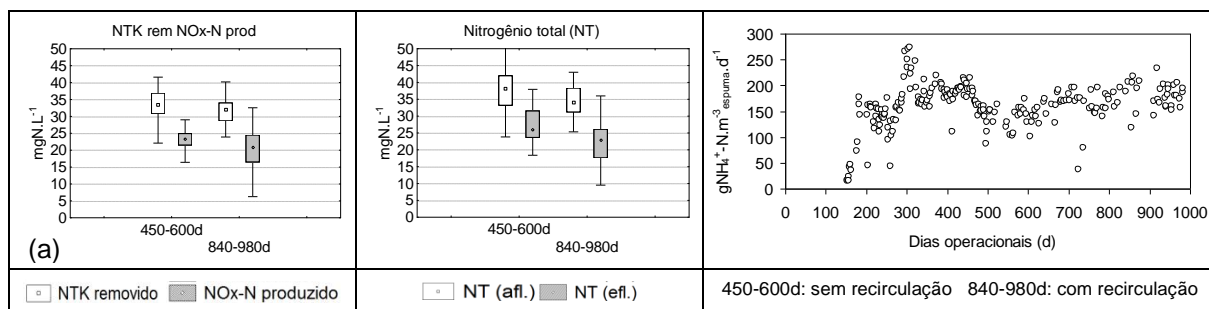 NTK rem NOx-N prod
mgN.L⁻¹
50
45
40
35
30
25
20
15
10
5
0
450-600d
840-980d
(a)
NTK removido NOx-N produzido
Nitrogênio total (NT)
mgN.L⁻¹
50
45
40
35
30
25
20
15
10
5
0
450-600d
840-980d
NT (afl.) NT (efl.)
gNH₄⁺-N.m⁻³espuma.d⁻¹
300
250
200
150
100
50
0
0 100 200 300 400 500 600 700 800 900 1000
Dias operacionais (d)
450-600d: sem recirculação 840-980d: com recirculação